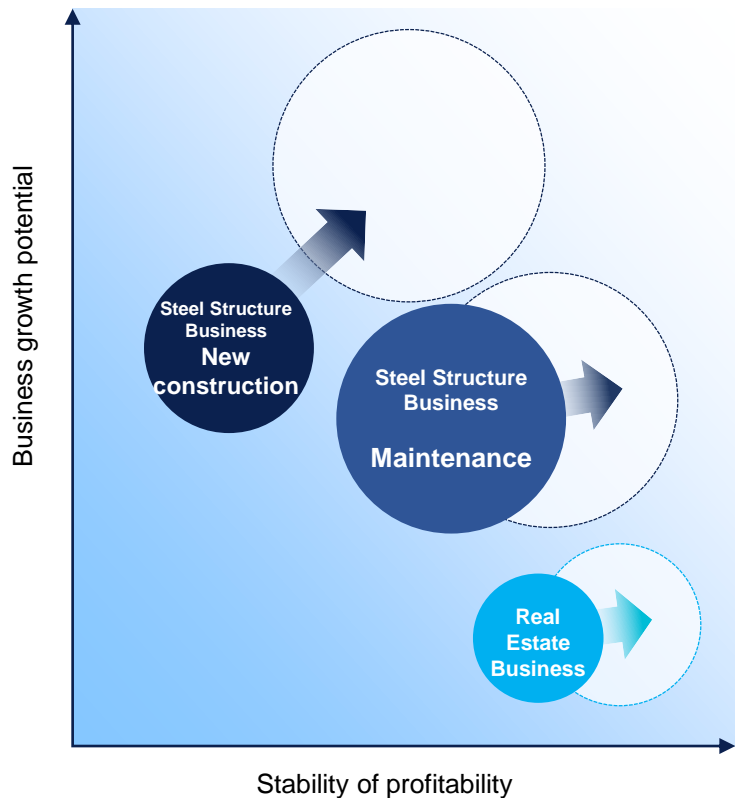 Business growth potential
Steel Structure
Business
New
construction
Steel Structure
Business
Maintenance
Real
Estate
Business
Stability of profitability